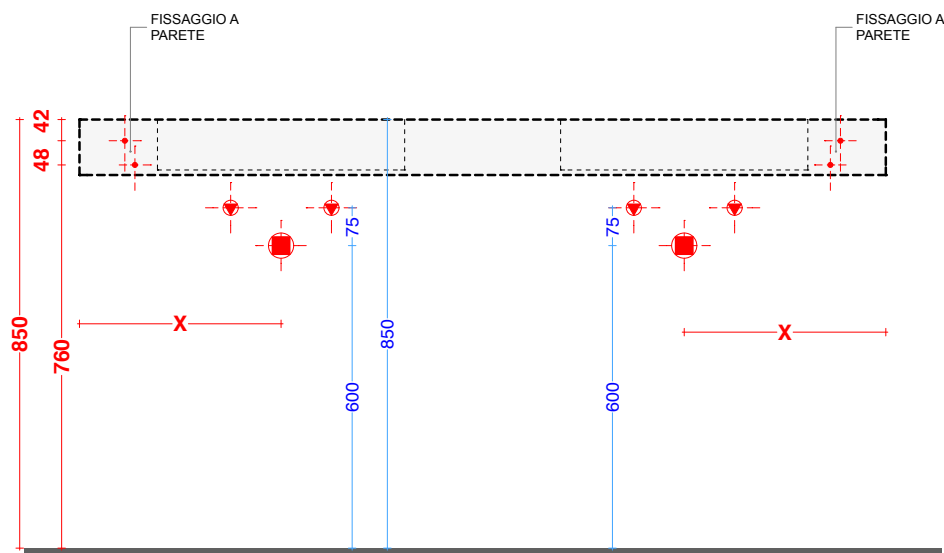 FISSAGGIO A
PARETE
FISSAGGIO A
PARETE
42
48
75
75
X
X
850
760
850
600
600